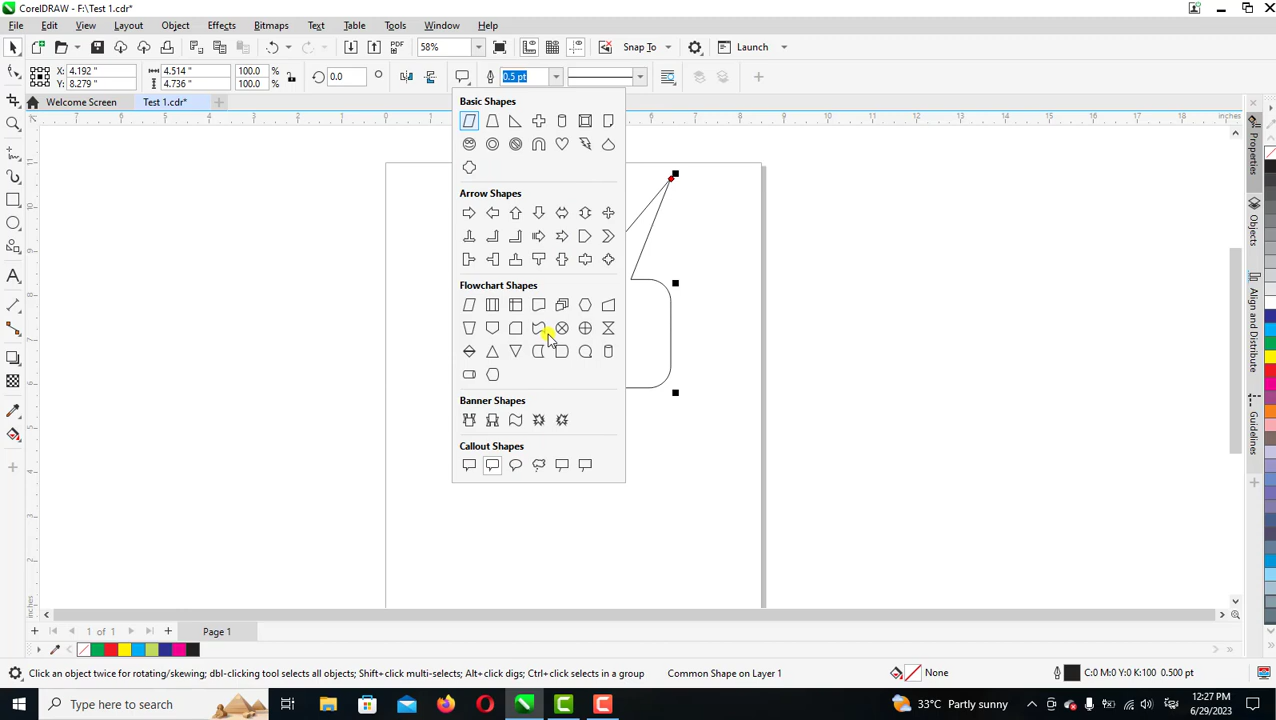 CorelDRAW - F:\Test 1.cdr*
File Edit View Layout Object Effects Bitmaps Text Table Tools Window Help
PDF 58% Snap To Launch
X: 4.192 " 4.514 " 100.0 % 0.0 ° 0.5 pt
Y: 8.279 " 4.736 " 100.0 %
Welcome Screen Test 1.cdr*
Basic Shapes
Arrow Shapes
Flowchart Shapes
Banner Shapes
Callout Shapes
inches
Properties
Objects
Align and Distribute
Guidelines
1 of 1 Page 1
Click an object twice for rotating/skewing; dbl-clicking tool selects all objects; Shift+click multi-selects; Alt+click digs; Ctrl+click selects in a group Common Shape on Layer 1 None C:0 M:0 Y:0 K:100 0.500 pt
Type here to search 33°C Partly sunny 12:27 PM
6/29/2023